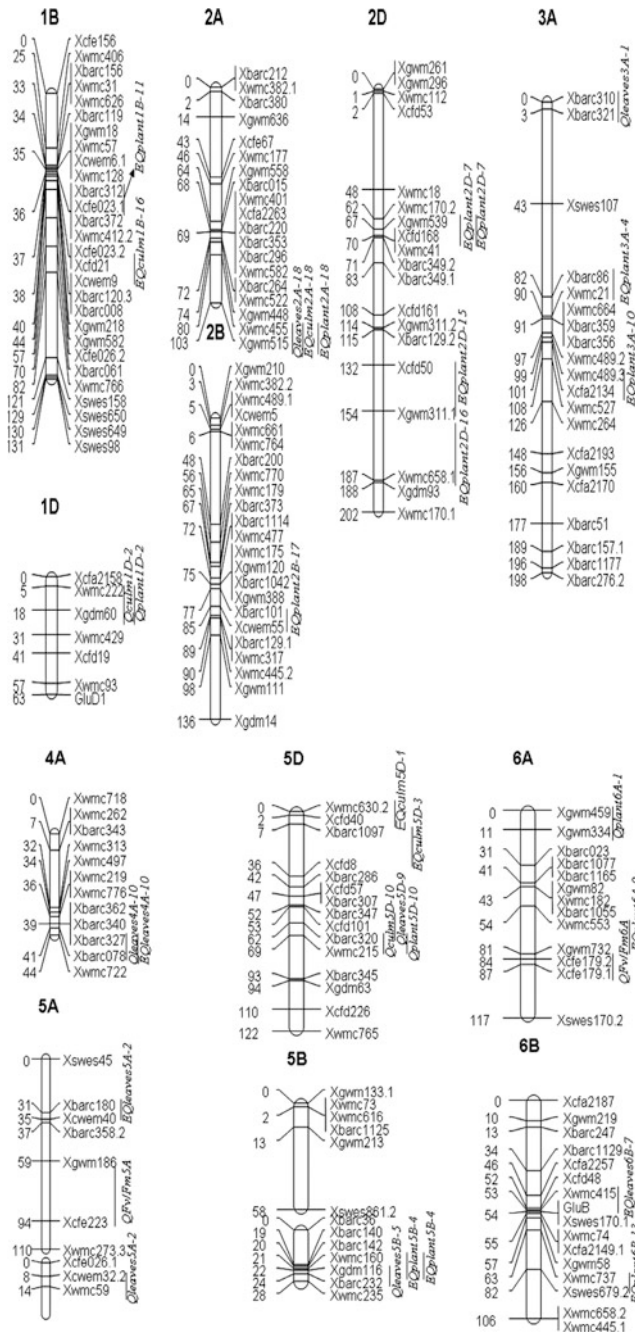 1B
0 Xcfe156
25 Xwmc406
Xbarc156
33 Xwmc31
Xwmc626
34 Xbarc119
Xgwm18
Xwmc57
35 Xcwem6.1
Xwmc128
Xbarc312
Xcfe023.1
36 Xbarc372
Xwmc412.2
Xcfe023.2
37 Xcfd21
Xcwem9
38 Xbarc120.3
Xbarc008
40 Xgwm218
44 Xgwm582
57 Xcfe026.2
70 Xbarc061
82 Xwmc766
121 Xswes158
129 Xswes650
130 Xswes649
131 Xswes98
EQplant1B-11
EQculm1B-16
2A
0 Xbarc212
Xwmc382.1
2 Xbarc380
14 Xgwm636
43 Xcfe67
46 Xwmc177
64 Xgwm558
68 Xbarc015
Xwmc401
Xcfa2263
69 Xbarc220
Xbarc353
Xbarc296
Xwmc582
Xbarc264
72 Xwmc522
74 Xgwm448
80 Xwmc455
103 Xgwm515
Qleaves2A-18
EQculm2A-18
EQplant2A-18
2D
0 Xgwm261
Xgwm296
1 Xwmc112
2 Xcfd53
48 Xwmc18
62 Xwmc170.2
67 Xgwm539
Xcfd168
70 Xwmc41
71 Xbarc349.2
83 Xbarc349.1
108 Xcfd161
114 Xgwm311.2
115 Xbarc129.2
132 Xcfd50
154 Xgwm311.1
187 Xwmc658.1
188 Xgdm93
202 Xwmc170.1
EQplant2D-7
EQplant2D-7
EQplant2D-15
EQplant2D-16
3A
0 Xbarc310
3 Xbarc321
43 Xswes107
82 Xbarc86
90 Xwmc21
Xwmc664
91 Xbarc359
Xbarc356
97 Xwmc489.2
99 Xwmc489.3
101 Xcfa2134
108 Xwmc527
126 Xwmc264
148 Xcfa2193
156 Xgwm155
160 Xcfa2170
177 Xbarc51
189 Xbarc157.1
196 Xbarc1177
198 Xbarc276.2
Qleaves3A-1
EQplant3A-4
EQplant3A-10
2B
0 Xgwm210
3 Xwmc382.2
Xwmc489.1
5 Xcwem5
Xwmc661
6 Xwmc764
48 Xbarc200
56 Xwmc770
65 Xwmc179
67 Xbarc373
Xbarc1114
72 Xwmc477
Xwmc175
Xgwm120
75 Xbarc1042
Xgwm388
77 Xbarc101
85 Xcwem55
Xbarc129.1
89 Xwmc317
90 Xwmc445.2
98 Xgwm111
136 Xgdm14
EQplant2B-17
1D
0 Xcfa2158
5 Xwmc222
18 Xgdm60
31 Xwmc429
41 Xcfd19
57 Xwmc93
63 GluD1
Qculm1D-2
Qplant1D-2
4A
0 Xwmc718
Xwmc262
7 Xbarc343
32 Xwmc313
34 Xwmc497
Xwmc219
36 Xwmc776
Xbarc362
39 Xbarc340
Xbarc327
41 Xbarc078
44 Xwmc722
Qleaves4A-10
EQleaves4A-10
5D
0 Xwmc630.2
2 Xcfd40
7 Xbarc1097
36 Xcfd8
42 Xbarc286
Xcfd57
47 Xbarc307
52 Xbarc347
53 Xcfd101
62 Xbarc320
69 Xwmc215
93 Xbarc345
94 Xgdm63
110 Xcfd226
122 Xwmc765
EQculm5D-1
EQculm5D-3
Qculm5D-10
Qleaves5D-9
Qplant5D-10
6A
0 Xgwm459
11 Xgwm334
31 Xbarc023
Xbarc1077
41 Xbarc1165
Xgwm82
43 Xwmc182
Xbarc1055
54 Xwmc553
81 Xgwm732
84 Xcfe179.2
87 Xcfe179.1
117 Xswes170.2
Qplant6A-1
QFv/Fm6A
5A
0 Xswes45
31 Xbarc180
35 Xcwem40
37 Xbarc358.2
59 Xgwm186
94 Xcfe223
110 Xwmc273.3
0 Xcfe026.1
8 Xcwem32.2
14 Xwmc59
EQleaves5A-2
QFv/Fm5A
5B
0 Xgwm133.1
Xwmc73
2 Xwmc616
Xbarc1125
13 Xgwm213
58 Xswes861.2
0 Xbarc36
19 Xbarc140
20 Xbarc142
21 Xwmc160
22 Xgdm116
24 Xbarc232
28 Xwmc235
Qleaves5B-5
EQplant5B-4
EQplant5B-4
6B
0 Xcfa2187
10 Xgwm219
13 Xbarc247
34 Xbarc1129
46 Xcfa2257
52 Xcfd48
53 Xwmc415
GluB
54 Xswes170.1
Xwmc74
55 Xcfa2149.1
57 Xgwm58
63 Xwmc737
82 Xswes679.2
106 Xwmc658.2
Xwmc445.1
EQleaves6B-7